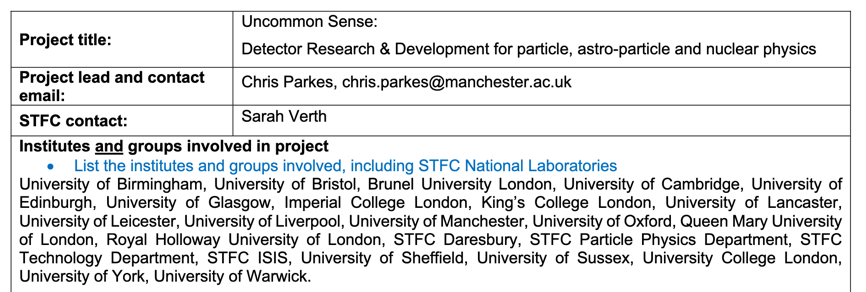 Project title:
Uncommon Sense:
Detector Research & Development for particle, astro-particle and nuclear physics
Project lead and contact
email:
Chris Parkes, chris.parkes@manchester.ac.uk
STFC contact:
Sarah Verth
Institutes and groups involved in project
• List the institutes and groups involved, including STFC National Laboratories
University of Birmingham, University of Bristol, Brunel University London, University of Cambridge, University of
Edinburgh, University of Glasgow, Imperial College London, King's College London, University of Lancaster,
University of Leicester, University of Liverpool, University of Manchester, University of Oxford, Queen Mary University
of London, Royal Holloway University of London, STFC Daresbury, STFC Particle Physics Department, STFC
Technology Department, STFC ISIS, University of Sheffield, University of Sussex, University College London,
University of York, University of Warwick.